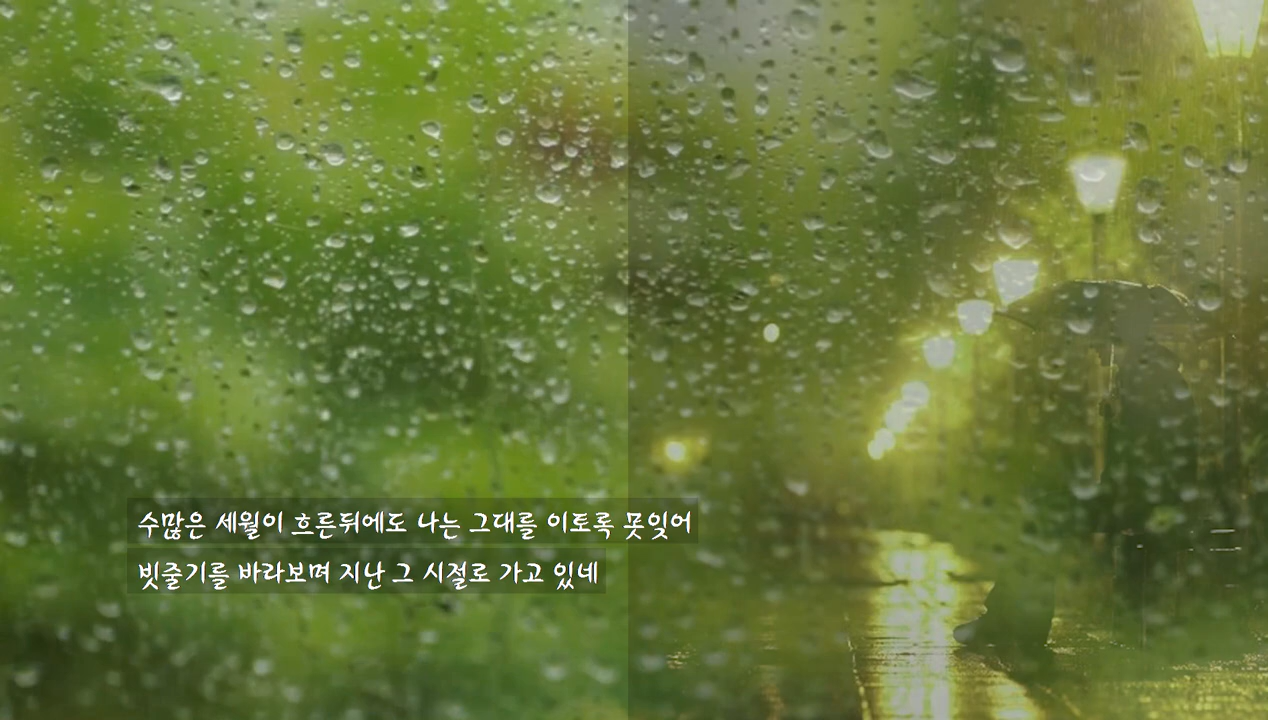 수많은 세월이 흐른뒤에도 나는 그대를 이토록 못잊어
빗줄기를 바라보며 지난 그 시절로 가고 있네